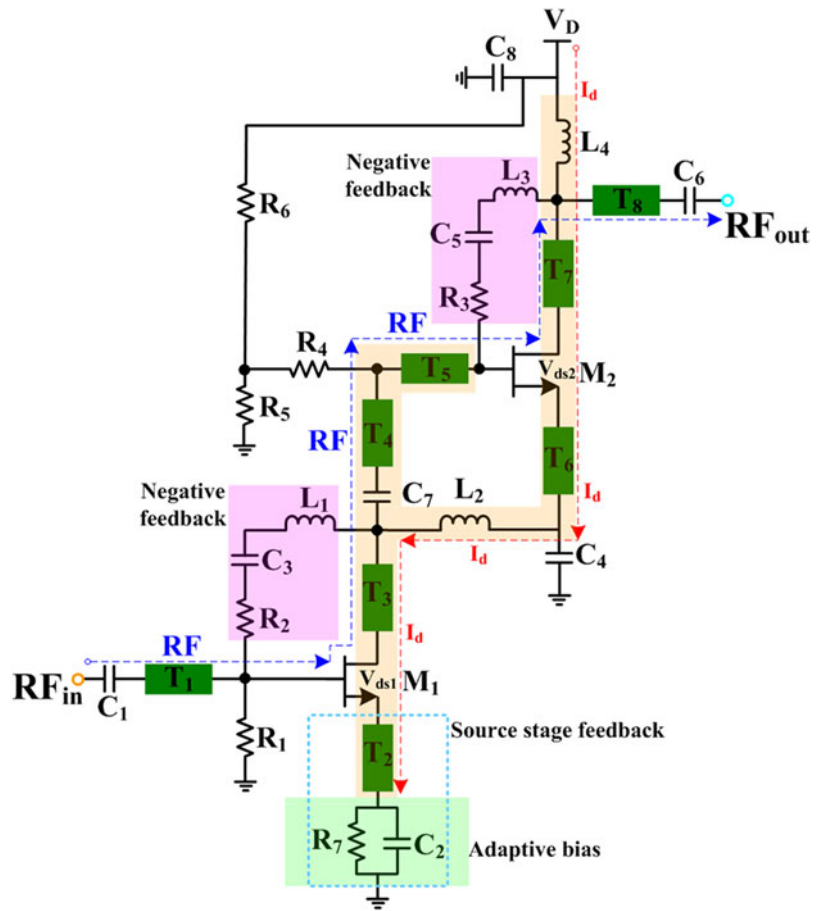 V_D
C_8
I_d
L_4
Negative
feedback
L_3
C_6
R_6
T_8
RF_out
C_5
T_7
R_3
RF
R_4
T_5
V_ds2 M_2
R_5
RF
T_4
T_6
C_7
L_2
I_d
Negative
feedback
L_1
C_3
I_d
C_4
T_3
R_2
I_d
RF
V_ds1 M_1
RF_in
C_1
T_1
R_1
Source stage feedback
T_2
R_7
C_2
Adaptive bias